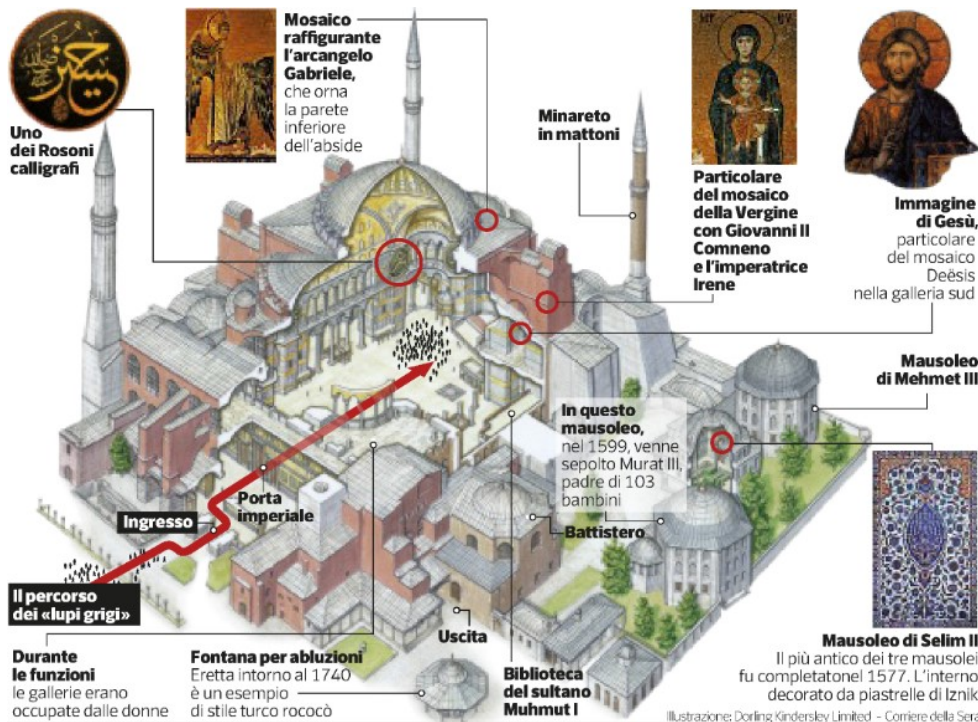 Mosaico
raffigurante
l'arcangelo
Gabriele,
che orna
la parete
inferiore
dell'abside
Uno
dei Rosoni
calligrafi
Minareto
in mattoni
Particolare
del mosaico
della Vergine
con Giovanni II
Comneno
e l'imperatrice
Irene
Immagine
di Gesù,
particolare
del mosaico
Deësis
nella galleria sud
Mausoleo
di Mehmet III
In questo
mausoleo,
nel 1599, venne
sepolto Murat III,
padre di 103
bambini
Porta
imperiale
Ingresso
Battistero
Il percorso
dei «lupi grigi»
Uscita
Durante
le funzioni
le gallerie erano
occupate dalle donne
Fontana per abluzioni
Eretta intorno al 1740
è un esempio
di stile turco rococò
Biblioteca
del sultano
Muhmut I
Mausoleo di Selim II
Il più antico dei tre mausolei
fu completatonel 1577. L'interno
decorato da piastrelle di Iznik
Illustrazione: Dorling Kindersley Limited - Corriere della Sera